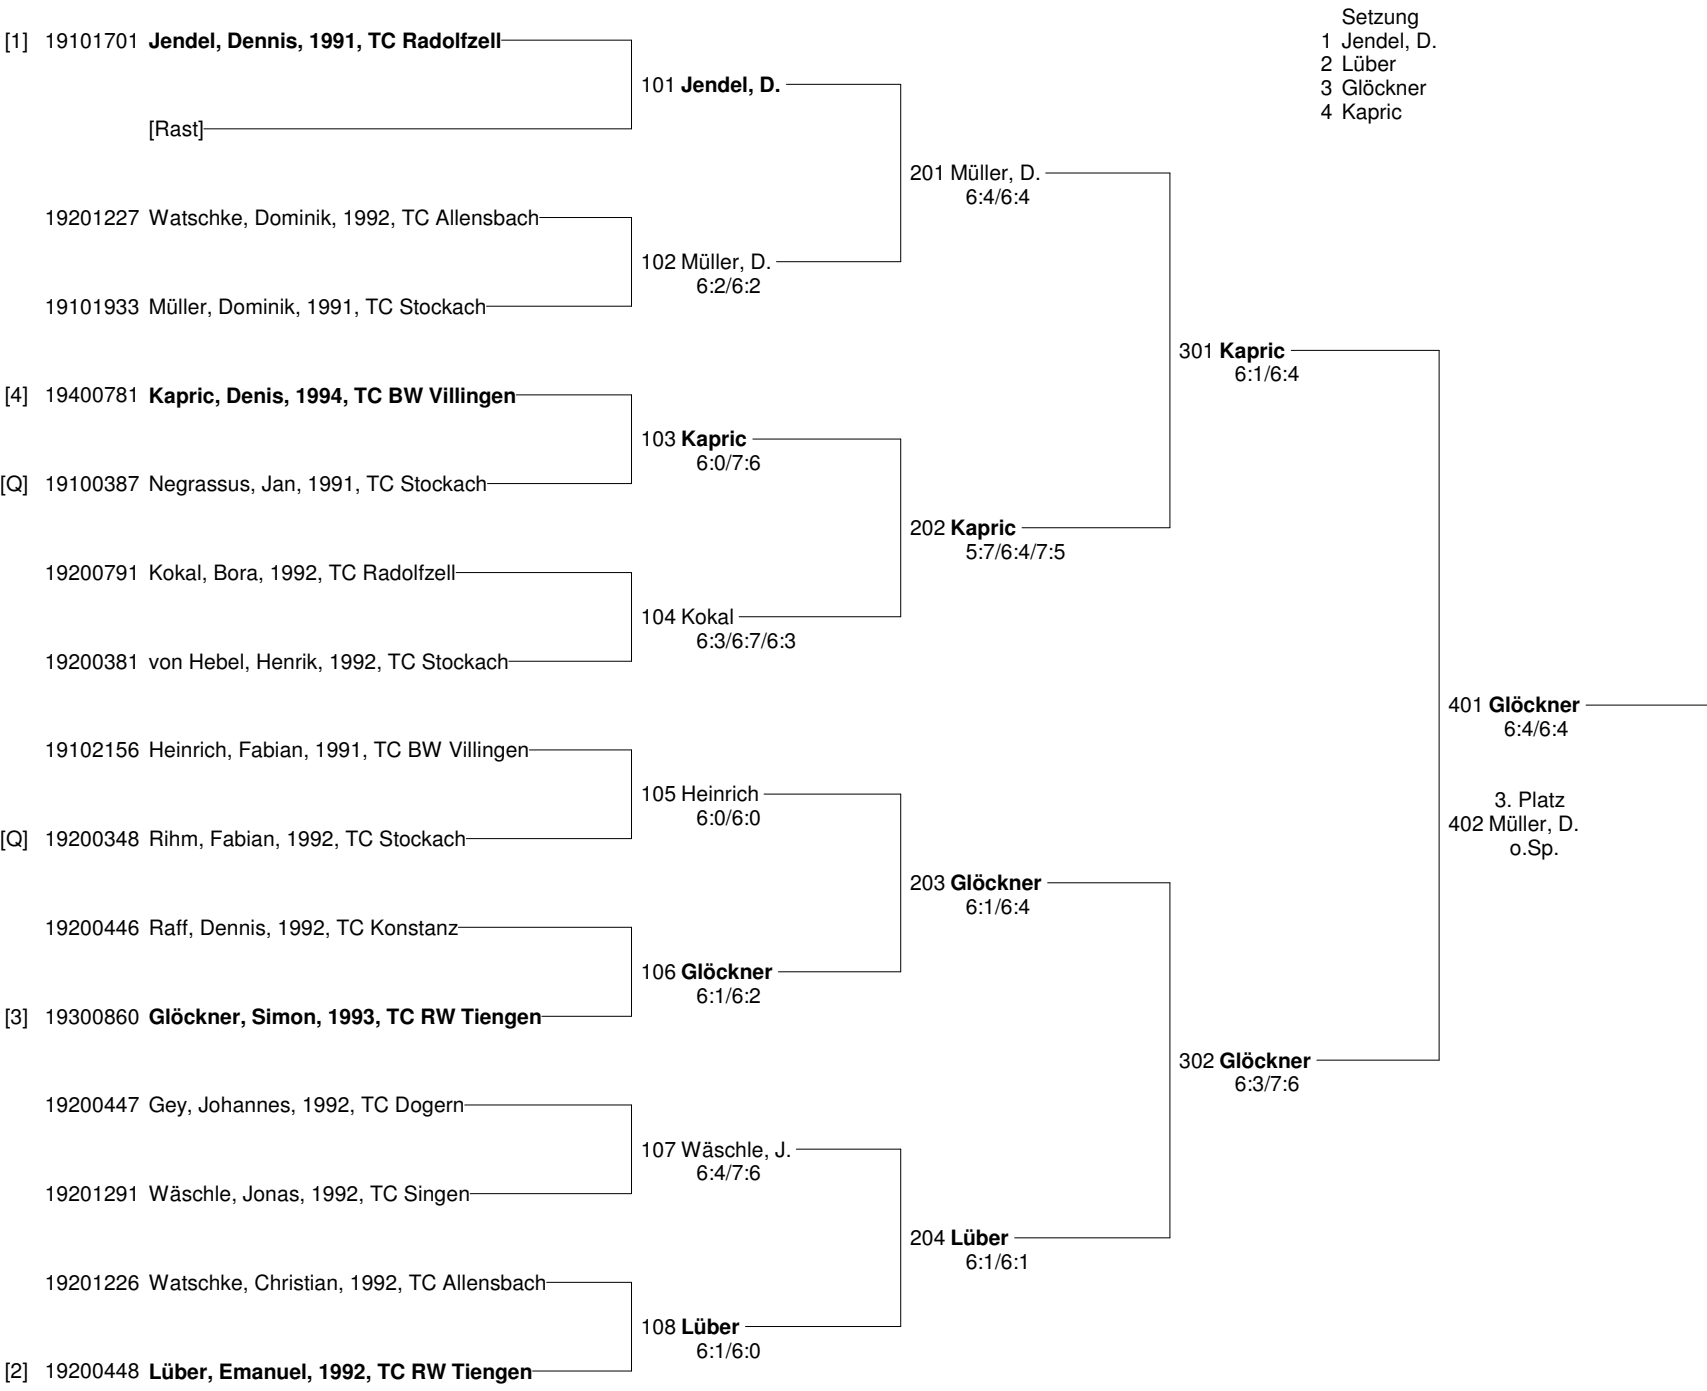 Setzung
1 Jendel, D.
2 Lüber
3 Glöckner
4 Kapric
[1] 19101701 Jendel, Dennis, 1991, TC Radolfzell
101 Jendel, D.
[Rast]
201 Müller, D.
6:4/6:4
19201227 Watschke, Dominik, 1992, TC Allensbach
102 Müller, D.
6:2/6:2
19101933 Müller, Dominik, 1991, TC Stockach
301 Kapric
6:1/6:4
[4] 19400781 Kapric, Denis, 1994, TC BW Villingen
103 Kapric
6:0/7:6
[Q] 19100387 Negrassus, Jan, 1991, TC Stockach
202 Kapric
5:7/6:4/7:5
19200791 Kokal, Bora, 1992, TC Radolfzell
104 Kokal
6:3/6:7/6:3
19200381 von Hebel, Henrik, 1992, TC Stockach
401 Glöckner
6:4/6:4
19102156 Heinrich, Fabian, 1991, TC BW Villingen
105 Heinrich
6:0/6:0
3. Platz
402 Müller, D.
o.Sp.
[Q] 19200348 Rihm, Fabian, 1992, TC Stockach
203 Glöckner
6:1/6:4
19200446 Raff, Dennis, 1992, TC Konstanz
106 Glöckner
6:1/6:2
[3] 19300860 Glöckner, Simon, 1993, TC RW Tiengen
302 Glöckner
6:3/7:6
19200447 Gey, Johannes, 1992, TC Dogern
107 Wäschle, J.
6:4/7:6
19201291 Wäschle, Jonas, 1992, TC Singen
204 Lüber
6:1/6:1
19201226 Watschke, Christian, 1992, TC Allensbach
108 Lüber
6:1/6:0
[2] 19200448 Lüber, Emanuel, 1992, TC RW Tiengen